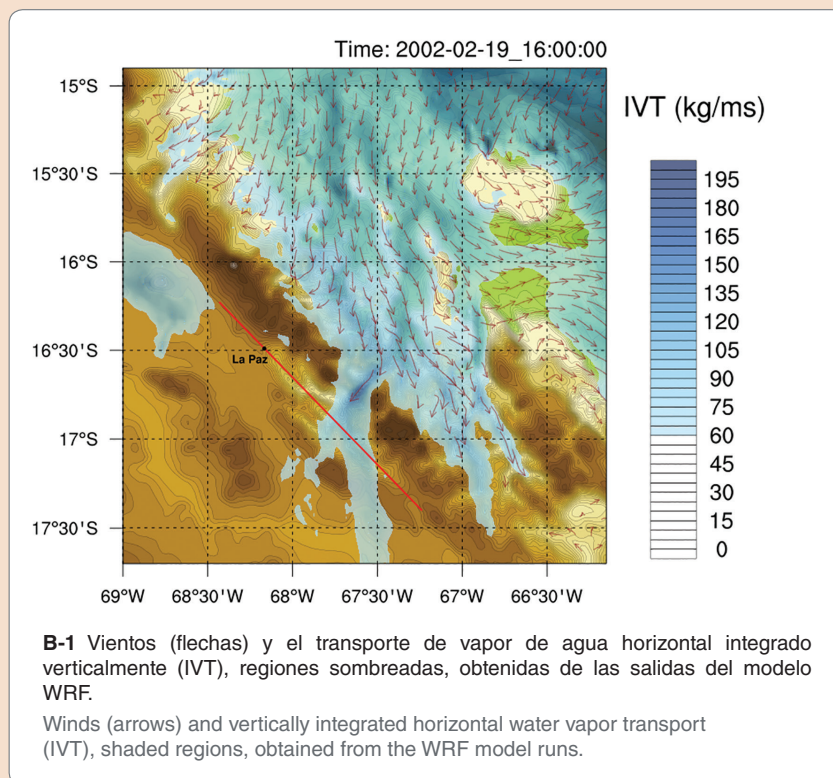 Time: 2002-02-19_16:00:00
IVT (kg/ms)
15°S
15°30'S
16°S
16°30'S
17°S
17°30'S
69°W 68°30'W 68°W 67°30'W 67°W 66°30'W
La Paz
195
180
165
150
135
120
105
90
75
60
45
30
15
0
B-1 Vientos (flechas) y el transporte de vapor de agua horizontal integrado
verticalmente (IVT), regiones sombreadas, obtenidas de las salidas del modelo
WRF.
Winds (arrows) and vertically integrated horizontal water vapor transport
(IVT), shaded regions, obtained from the WRF model runs.